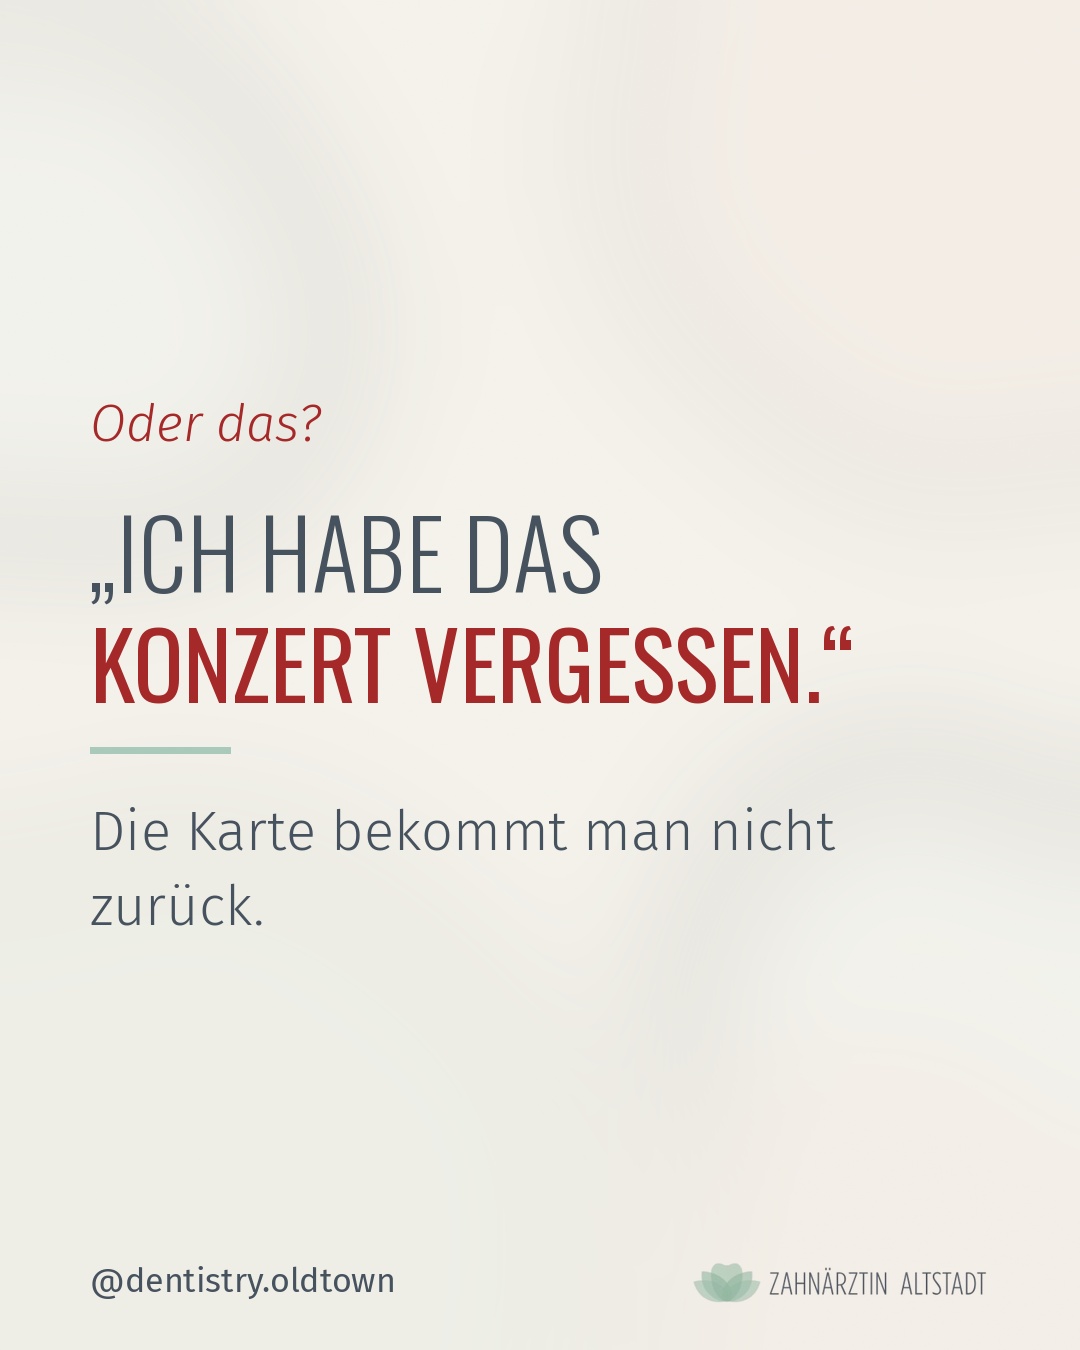 Oder das?
„ICH HABE DAS
KONZERT VERGESSEN.“
Die Karte bekommt man nicht
zurück.
@dentistry.oldtown
ZAHNÄRZTIN ALTSTADT